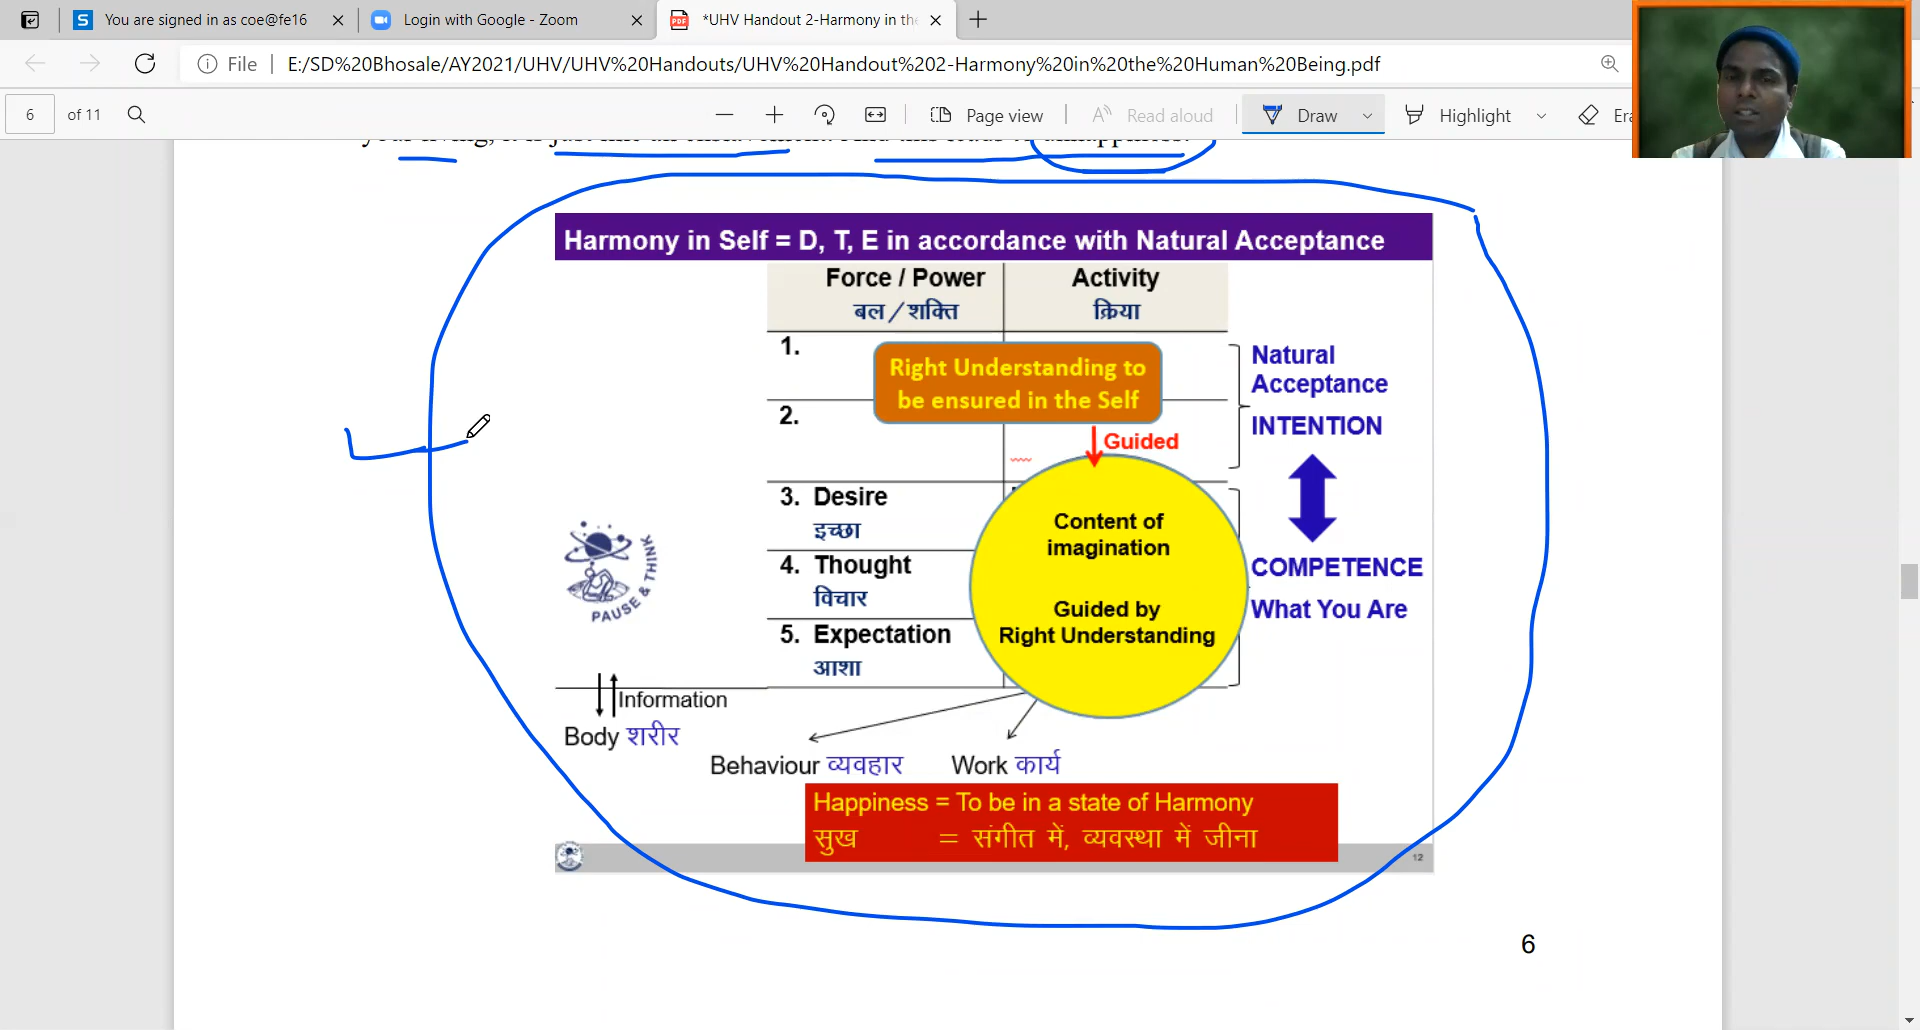 You are signed in as coe@fe16
Login with Google - Zoom
*UHV Handout 2-Harmony in the
File
E:/SD%20Bhosale/AY2021/UHV/UHV%20Handouts/UHV%20Handout%202-Harmony%20in%20the%20Human%20Being.pdf
6 of 11
Page view
Read aloud
Draw
Highlight
Harmony in Self = D, T, E in accordance with Natural Acceptance
Force / Power
बल / शक्ति
Activity
क्रिया
1.
Right Understanding to
be ensured in the Self
Natural
Acceptance
INTENTION
2.
Guided
3. Desire
इच्छा
Content of
imagination
4. Thought
विचार
COMPETENCE
What You Are
Guided by
Right Understanding
5. Expectation
आशा
PAUSE & THINK
Information
Body शरीर
Behaviour व्यवहार
Work कार्य
Happiness = To be in a state of Harmony
सुख = संगीत में, व्यवस्था में जीना
12
6